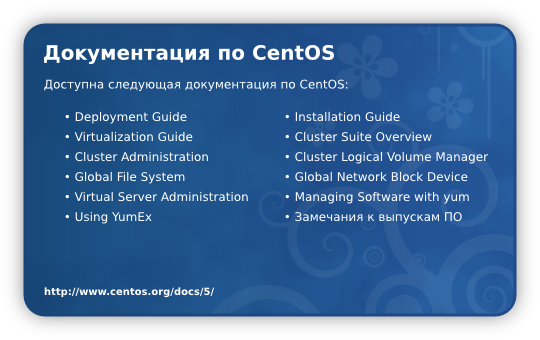 Документация по CentOS
Доступна следующая документация по CentOS:
• Deployment Guide
• Virtualization Guide
• Cluster Administration
• Global File System
• Virtual Server Administration
• Using YumEx
• Installation Guide
• Cluster Suite Overview
• Cluster Logical Volume Manager
• Global Network Block Device
• Managing Software with yum
• Замечания к выпускам ПО
http://www.centos.org/docs/5/